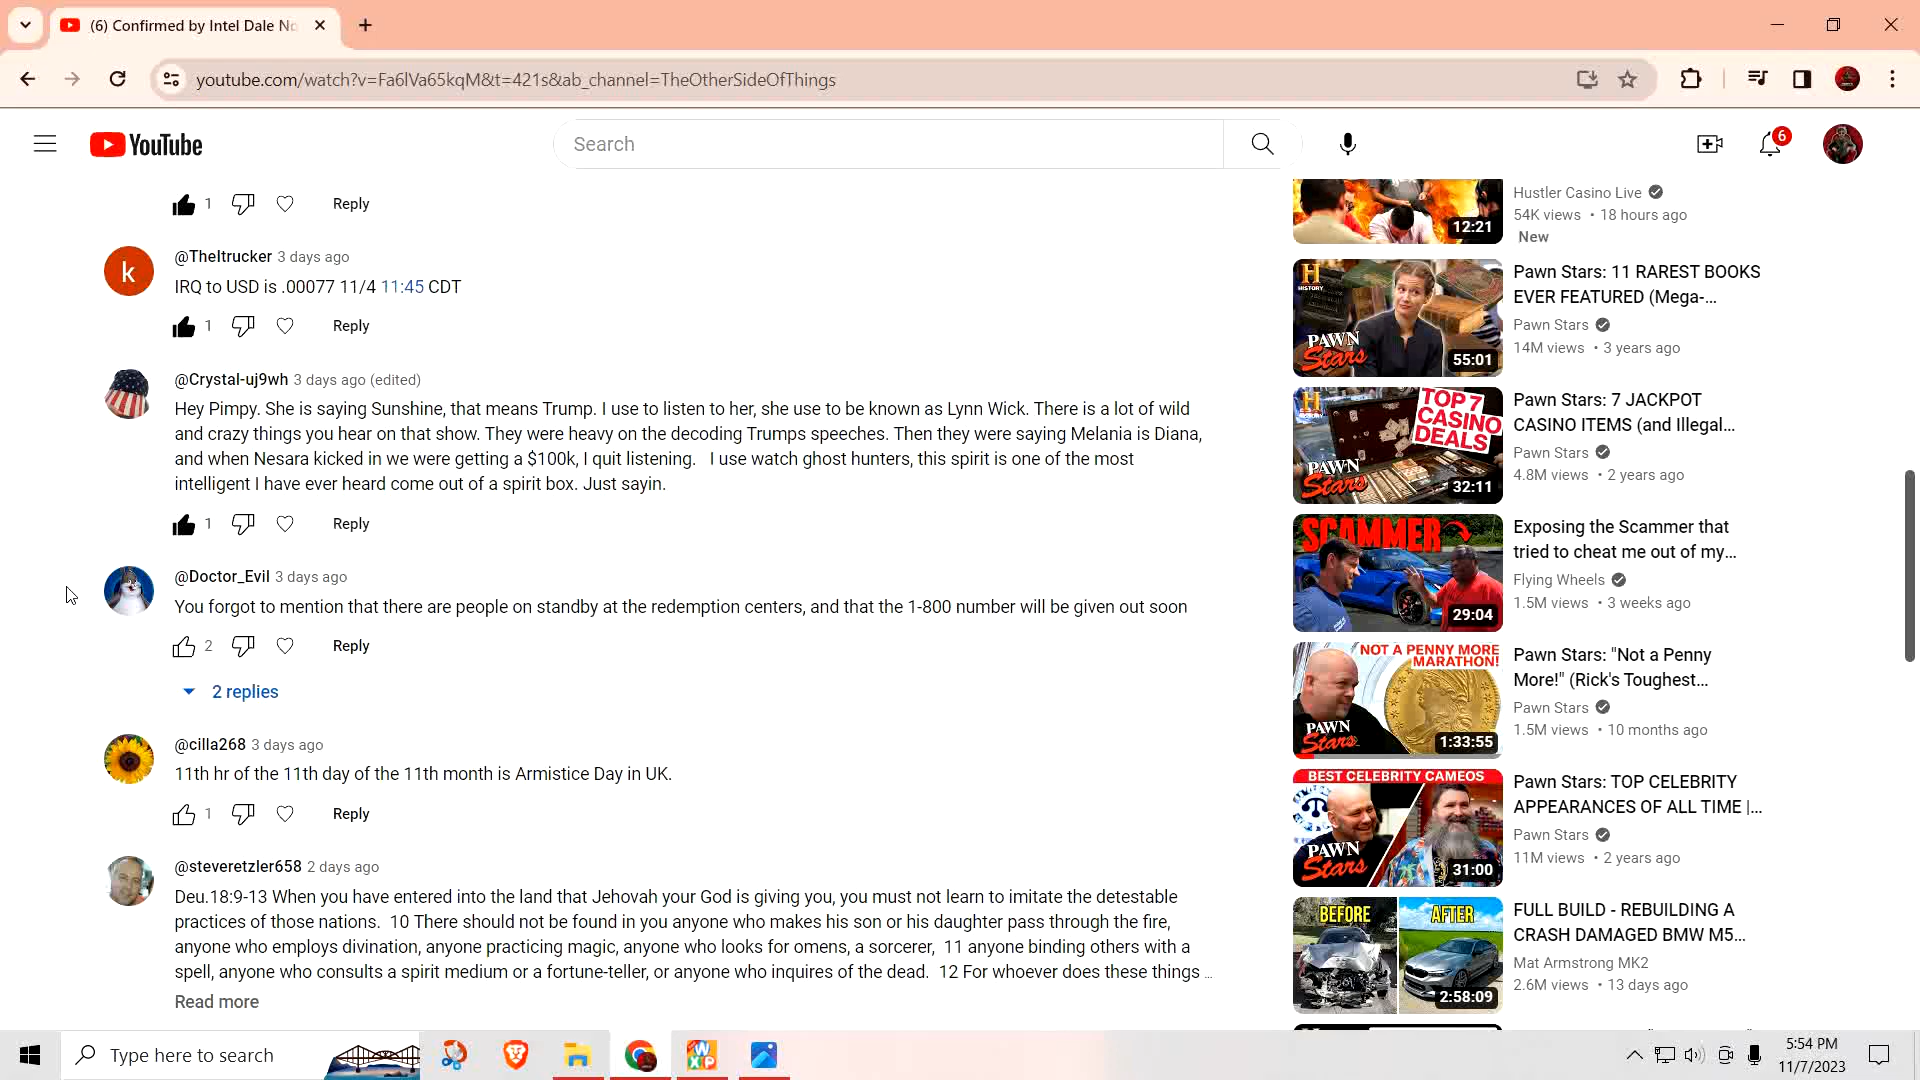 (6) Confirmed by Intel Dale No
youtube.com/watch?v=Fa6lVa65kqM&t=421s&ab_channel=TheOtherSideOfThings
YouTube
Search
6
1 Reply
@Theltrucker 3 days ago
IRQ to USD is .00077 11/4 11:45 CDT
1 Reply
@Crystal-uj9wh 3 days ago (edited)
Hey Pimpy. She is saying Sunshine, that means Trump. I use to listen to her, she use to be known as Lynn Wick. There is a lot of wild
and crazy things you hear on that show. They were heavy on the decoding Trumps speeches. Then they were saying Melania is Diana,
and when Nesara kicked in we were getting a $100k, I quit listening.   I use watch ghost hunters, this spirit is one of the most
intelligent I have ever heard come out of a spirit box. Just sayin.
1 Reply
@Doctor_Evil 3 days ago
You forgot to mention that there are people on standby at the redemption centers, and that the 1-800 number will be given out soon
2 Reply
2 replies
@cilla268 3 days ago
11th hr of the 11th day of the 11th month is Armistice Day in UK.
1 Reply
k
@steveretzler658 2 days ago
Deu.18:9-13 When you have entered into the land that Jehovah your God is giving you, you must not learn to imitate the detestable
practices of those nations.  10 There should not be found in you anyone who makes his son or his daughter pass through the fire,
anyone who employs divination, anyone practicing magic, anyone who looks for omens, a sorcerer,  11 anyone binding others with a
spell, anyone who consults a spirit medium or a fortune-teller, or anyone who inquires of the dead.  12 For whoever does these things ...
Read more
12:21
Hustler Casino Live
54K views • 18 hours ago
New
H
HISTORY
PAWN
Stars
55:01
Pawn Stars: 11 RAREST BOOKS
EVER FEATURED (Mega-...
Pawn Stars
14M views • 3 years ago
H
HISTORY
TOP 7
CASINO
DEALS
PAWN
Stars
32:11
Pawn Stars: 7 JACKPOT
CASINO ITEMS (and Illegal...
Pawn Stars
4.8M views • 2 years ago
SCAMMER
29:04
Exposing the Scammer that
tried to cheat me out of my...
Flying Wheels
1.5M views • 3 weeks ago
NOT A PENNY MORE
MARATHON!
PAWN
Stars
1:33:55
Pawn Stars: "Not a Penny
More!" (Rick's Toughest...
Pawn Stars
1.5M views • 10 months ago
BEST CELEBRITY CAMEOS
PAWN
Stars
31:00
Pawn Stars: TOP CELEBRITY
APPEARANCES OF ALL TIME |...
Pawn Stars
11M views • 2 years ago
BEFORE
AFTER
2:58:09
FULL BUILD - REBUILDING A
CRASH DAMAGED BMW M5...
Mat Armstrong MK2
2.6M views • 13 days ago
Type here to search
W
XP
5:54 PM
11/7/2023